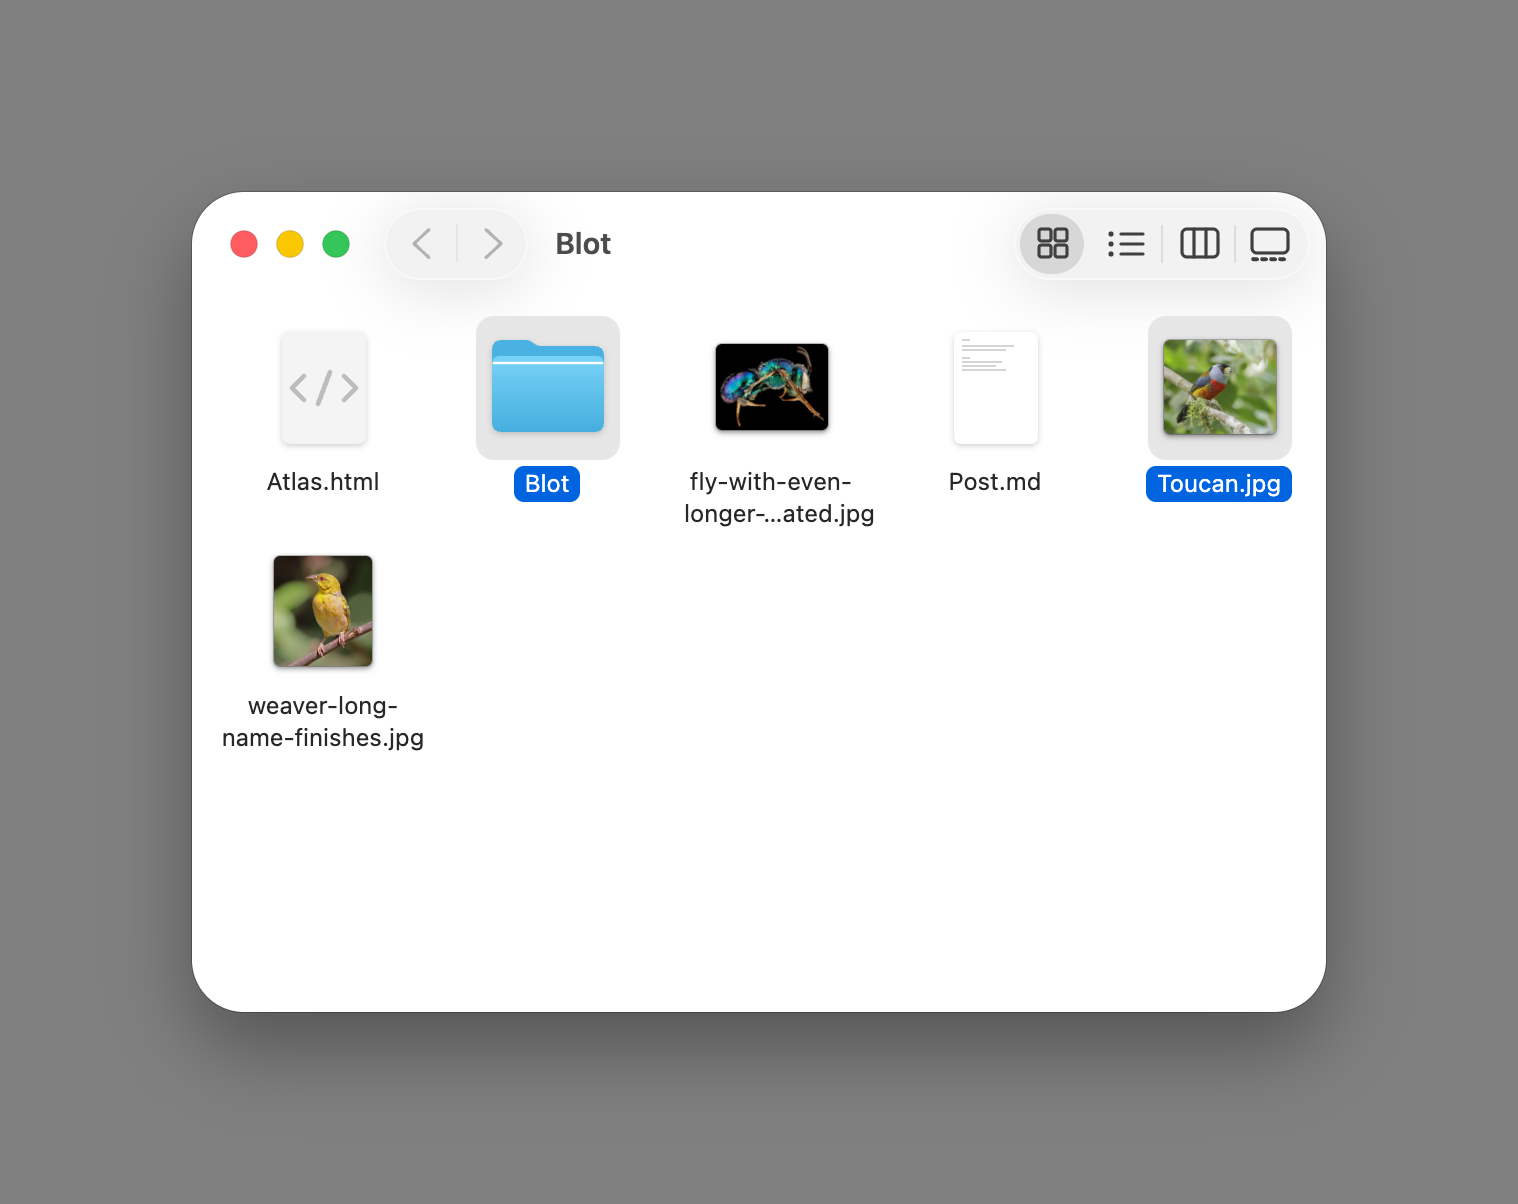 Blot
Atlas.html
Blot
fly-with-even-
longer-...ated.jpg
Post.md
Toucan.jpg
weaver-long-
name-finishes.jpg